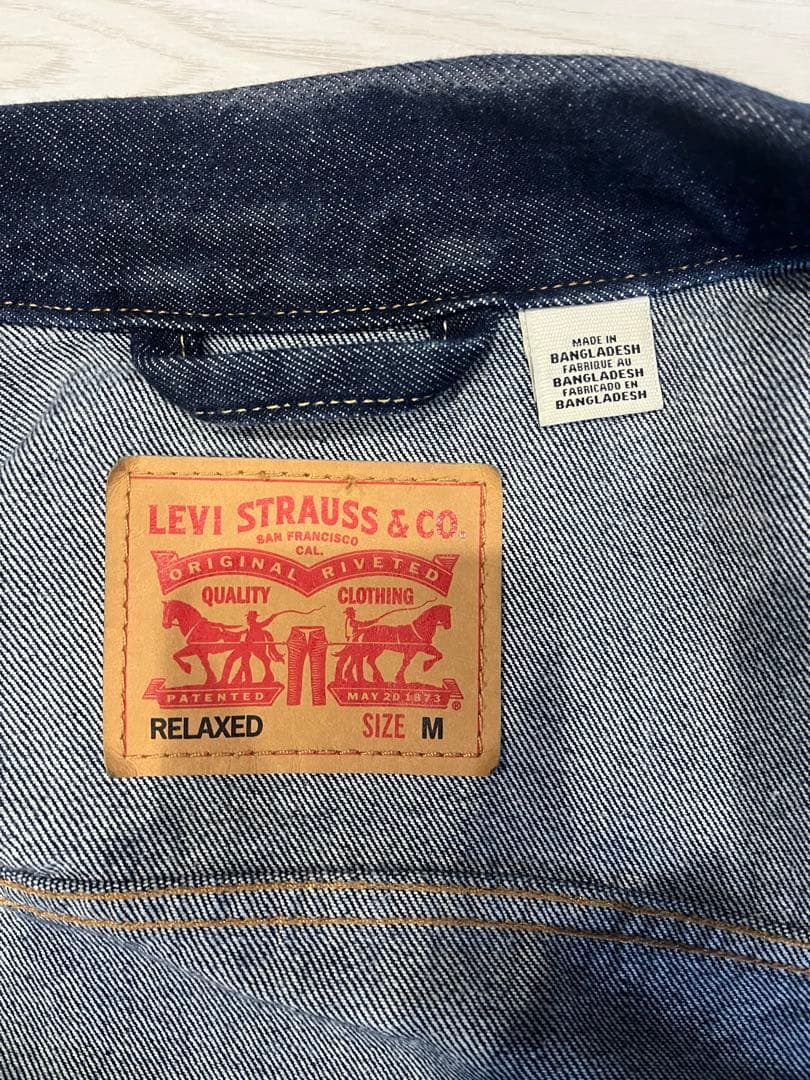 MADE IN
BANGLADESH
FABRIQUE AU
BANGLADESH
FABRICADO EN
BANGLADESH
LEVI STRAUSS & CO.
SAN FRANCISCO
CAL.
ORIGINAL RIVETED
QUALITY CLOTHING
PATENTED MAY 20 1873 ®
RELAXED SIZE M